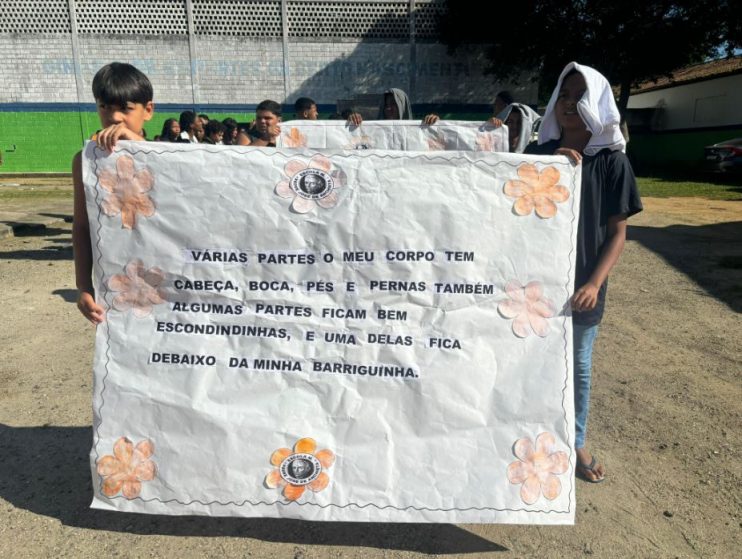 VÁRIAS PARTES O MEU CORPO TEM
CABEÇA, BOCA, PÉS E PERNAS TAMBÉM
ALGUMAS PARTES FICAM BEM
ESCONDINDINHAS, E UMA DELAS FICA
DEBAIXO DA MINHA BARRIGUINHA.